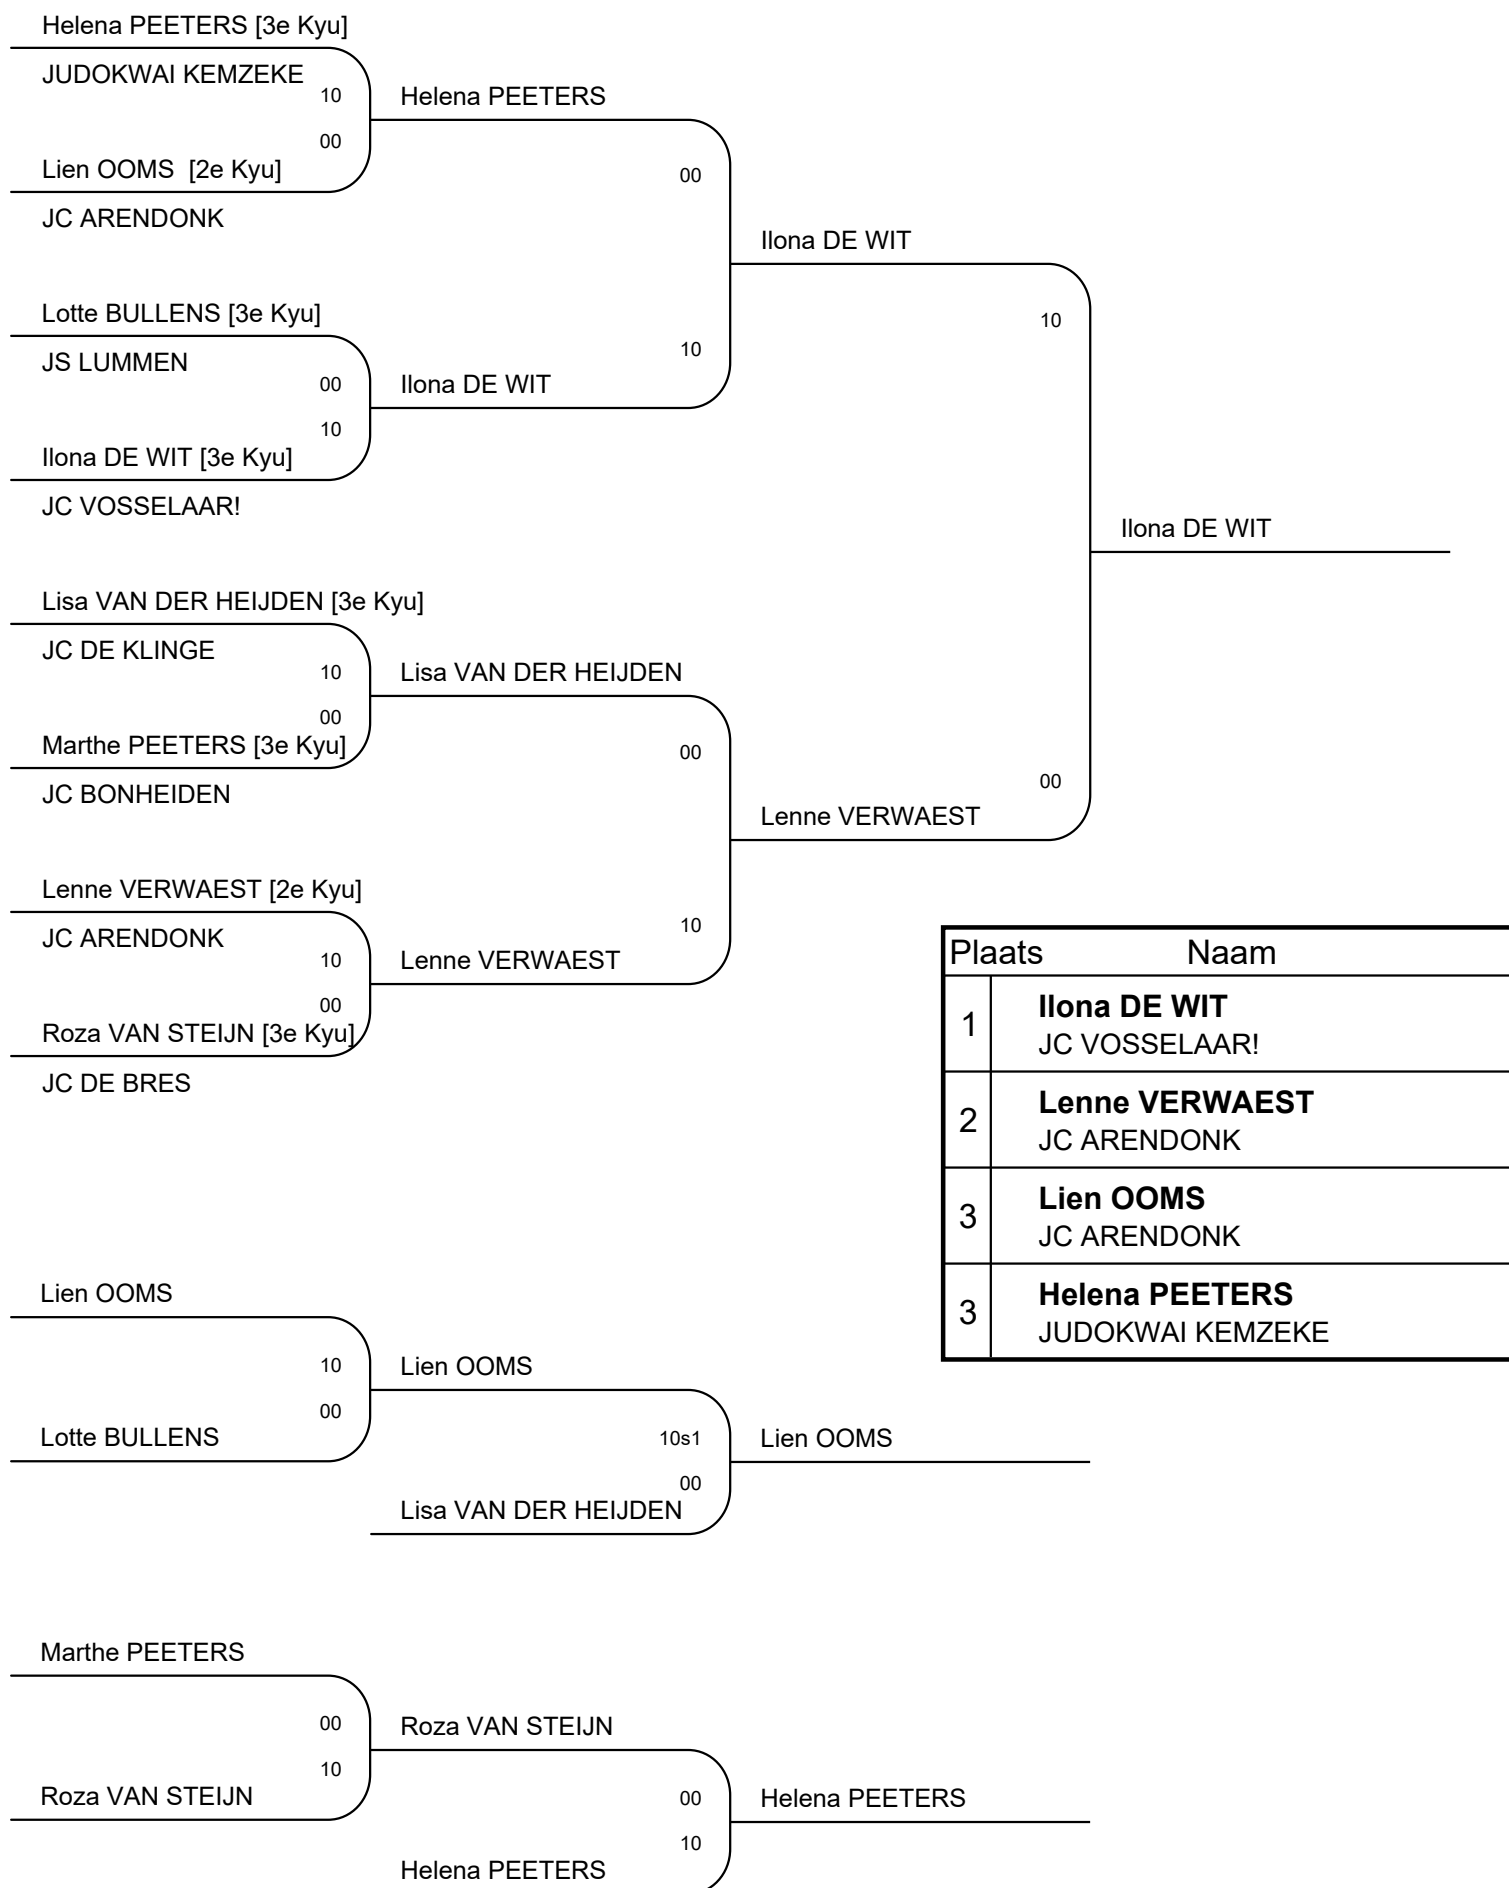 Helena PEETERS [3e Kyu]
JUDOKWAI KEMZEKE
10
Helena PEETERS
00
Lien OOMS  [2e Kyu]
00
JC ARENDONK
Ilona DE WIT
Lotte BULLENS [3e Kyu]
10
JS LUMMEN
10
00
Ilona DE WIT
10
Ilona DE WIT [3e Kyu]
JC VOSSELAAR!
Ilona DE WIT
Lisa VAN DER HEIJDEN [3e Kyu]
JC DE KLINGE
10
Lisa VAN DER HEIJDEN
00
Marthe PEETERS [3e Kyu]
00
00
JC BONHEIDEN
Lenne VERWAEST
Lenne VERWAEST [2e Kyu]
10
JC ARENDONK
10
Lenne VERWAEST
00
Roza VAN STEIJN [3e Kyu]
JC DE BRES
Plaats Naam
1 Ilona DE WIT
JC VOSSELAAR!
2 Lenne VERWAEST
JC ARENDONK
3 Lien OOMS
JC ARENDONK
3 Helena PEETERS
JUDOKWAI KEMZEKE
Lien OOMS
10
Lien OOMS
00
Lotte BULLENS
10s1
Lien OOMS
00
Lisa VAN DER HEIJDEN
Marthe PEETERS
00
Roza VAN STEIJN
10
Roza VAN STEIJN
00
Helena PEETERS
10
Helena PEETERS